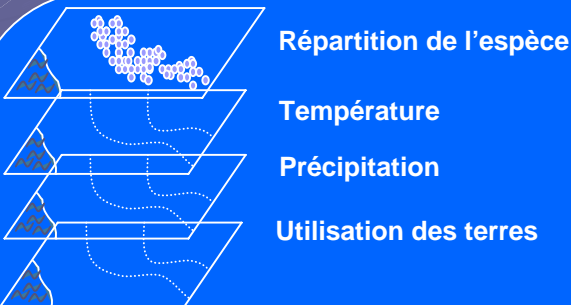 Répartition de l’espèce
Température
Précipitation
Utilisation des terres